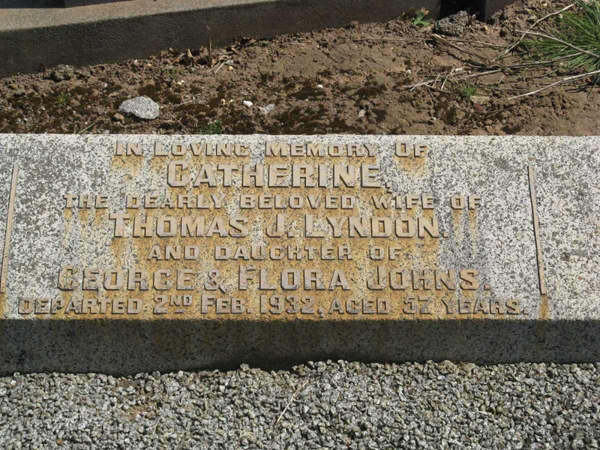 IN LOVING MEMORY OF
CATHERINE,
THE DEARLY BELOVED WIFE OF
THOMAS J. LYNDON.
AND DAUGHTER OF
GEORGE & FLORA JOHNS.
DEPARTED 2ND FEB. 1932, AGED 37 YEARS.